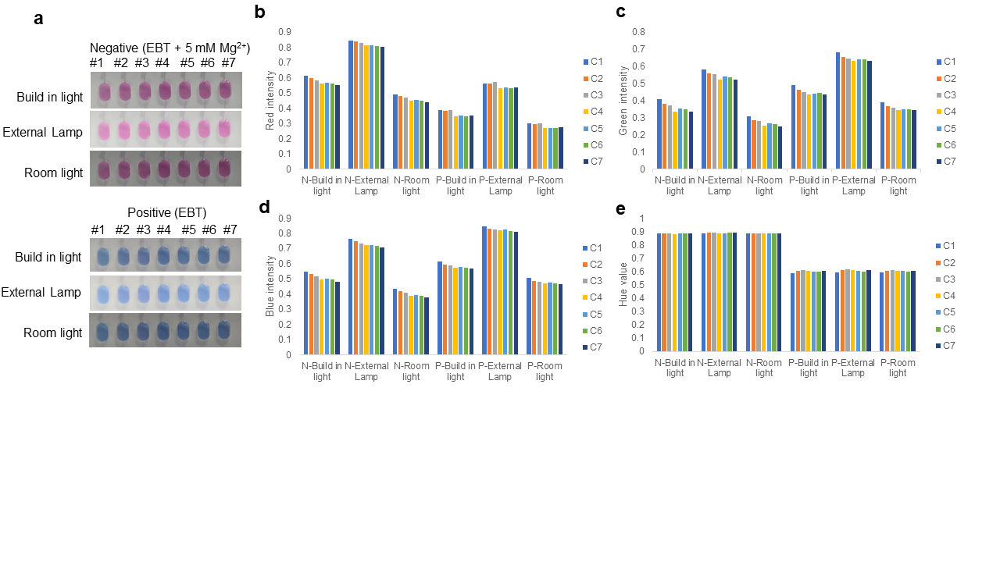 a
Negative (EBT + 5 mM Mg²⁺)
#1 #2 #3 #4 #5 #6 #7
Build in light
External Lamp
Room light
Positive (EBT)
#1 #2 #3 #4 #5 #6 #7
Build in light
External Lamp
Room light
b
Red intensity
0.9
0.8
0.7
0.6
0.5
0.4
0.3
0.2
0.1
0
N-Build in light
N-External Lamp
N-Room light
P-Build in light
P-External Lamp
P-Room light
C1
C2
C3
C4
C5
C6
C7
c
Green intensity
0.8
0.7
0.6
0.5
0.4
0.3
0.2
0.1
0
N-Build in light
N-External Lamp
N-Room light
P-Build in light
P-External Lamp
P-Room light
C1
C2
C3
C4
C5
C6
C7
d
Blue intensity
0.9
0.8
0.7
0.6
0.5
0.4
0.3
0.2
0.1
0
N-Build in light
N-External Lamp
N-Room light
P-Build in light
P-External Lamp
P-Room light
C1
C2
C3
C4
C5
C6
C7
e
Hue value
1
0.9
0.8
0.7
0.6
0.5
0.4
0.3
0.2
0.1
0
N-Build in light
N-External Lamp
N-Room light
P-Build in light
P-External Lamp
P-Room light
C1
C2
C3
C4
C5
C6
C7